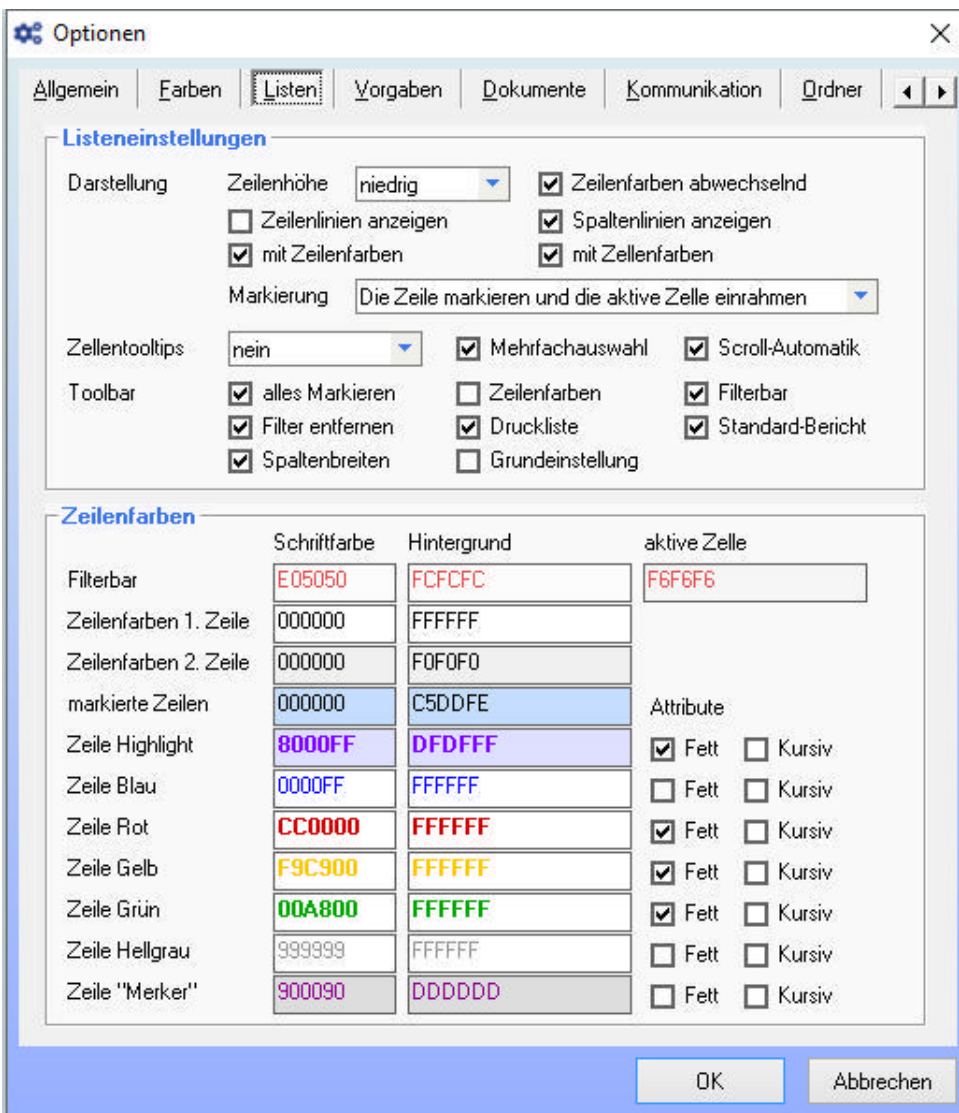 Optionen
Allgemein Farben Listen Vorgaben Dokumente Kommunikation Ordner
Listeneinstellungen
Darstellung Zeilenhöhe niedrig Zeilenfarben abwechselnd
Zeilenlinien anzeigen Spaltenlinien anzeigen
mit Zeilenfarben mit Zellenfarben
Markierung Die Zeile markieren und die aktive Zelle einrahmen
Zellentooltips nein Mehrfachauswahl Scroll-Automatik
Toolbar alles Markieren Zeilenfarben Filterbar
Filter entfernen Druckliste Standard-Bericht
Spaltenbreiten Grundeinstellung
Zeilenfarben
Schriftfarbe Hintergrund aktive Zelle
Filterbar E05050 FCFCFC F6F6F6
Zeilenfarben 1. Zeile 000000 FFFFFF
Zeilenfarben 2. Zeile 000000 F0F0F0
markierte Zeilen 000000 C5DDFE Attribute
Zeile Highlight 8000FF DFDFFF Fett Kursiv
Zeile Blau 0000FF FFFFFF Fett Kursiv
Zeile Rot CC0000 FFFFFF Fett Kursiv
Zeile Gelb F9C900 FFFFFF Fett Kursiv
Zeile Grün 00A800 FFFFFF Fett Kursiv
Zeile Hellgrau 999999 FFFFFF Fett Kursiv
Zeile "Merker" 900090 DDDDDD Fett Kursiv
OK Abbrechen